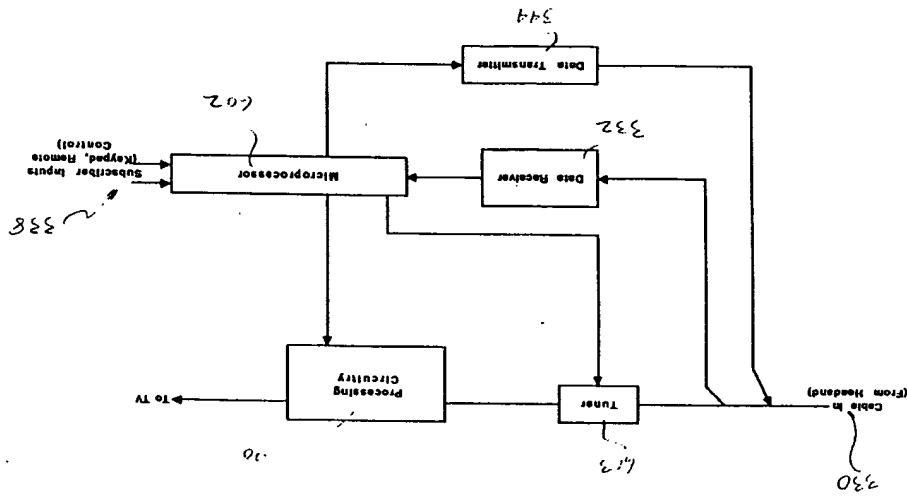 330
Cable In
(From Headend)
Tuner
Processing
Circuitry
To TV
338
Data Receiver
332
Microprocessor
602
Subscriber Inputs
(Keypad, Remote
Control)
Data Transmitter
344